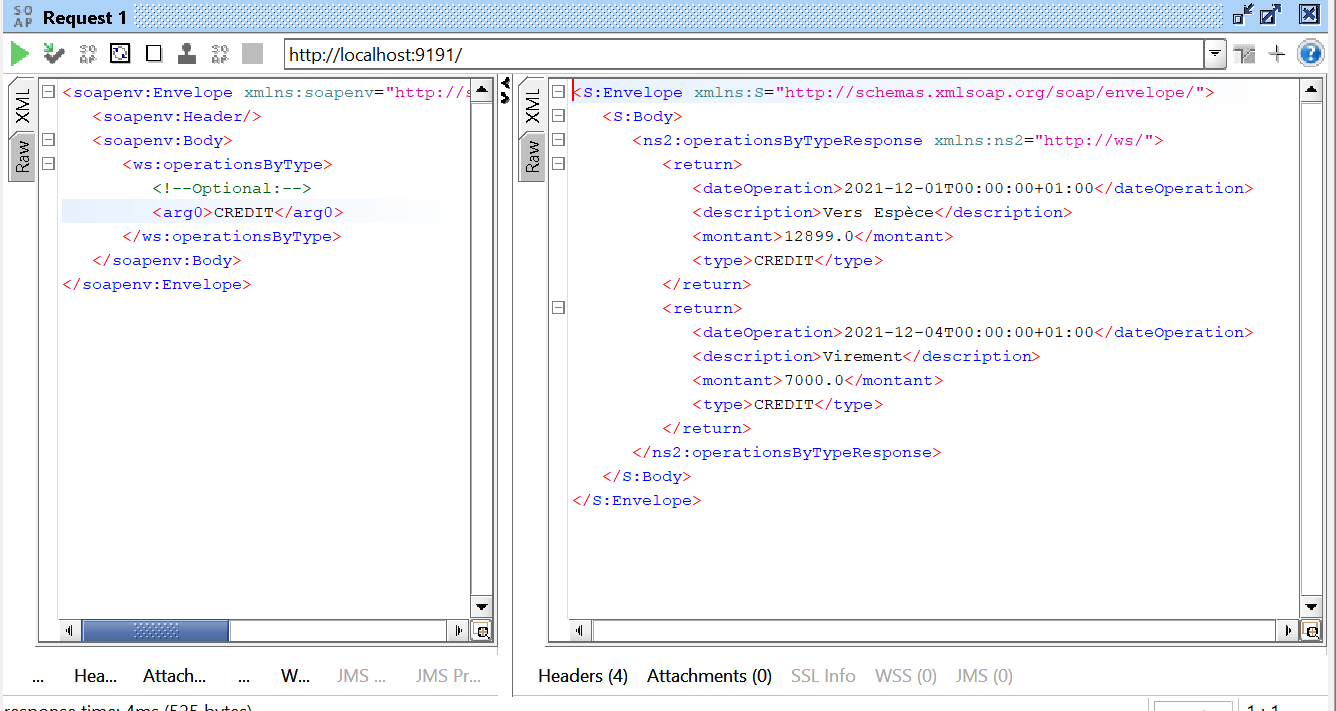 SO
AP
Request 1
SO
AP
SO
AP
http://localhost:9191/
XML
Raw
<soapenv:Envelope xmlns:soapenv="http://s
<soapenv:Header/>
<soapenv:Body>
<ws:operationsByType>
<!--Optional:-->
<arg0>CREDIT</arg0>
</ws:operationsByType>
</soapenv:Body>
</soapenv:Envelope>
XML
Raw
<S:Envelope xmlns:S="http://schemas.xmlsoap.org/soap/envelope/">
<S:Body>
<ns2:operationsByTypeResponse xmlns:ns2="http://ws/">
<return>
<dateOperation>2021-12-01T00:00:00+01:00</dateOperation>
<description>Vers Espèce</description>
<montant>12899.0</montant>
<type>CREDIT</type>
</return>
<return>
<dateOperation>2021-12-04T00:00:00+01:00</dateOperation>
<description>Virement</description>
<montant>7000.0</montant>
<type>CREDIT</type>
</return>
</ns2:operationsByTypeResponse>
</S:Body>
</S:Envelope>
... Hea... Attach... ... W... JMS ... JMS Pr...
Headers (4) Attachments (0) SSL Info WSS (0) JMS (0)
response time: 4ms (525 bytes)
1 : 1